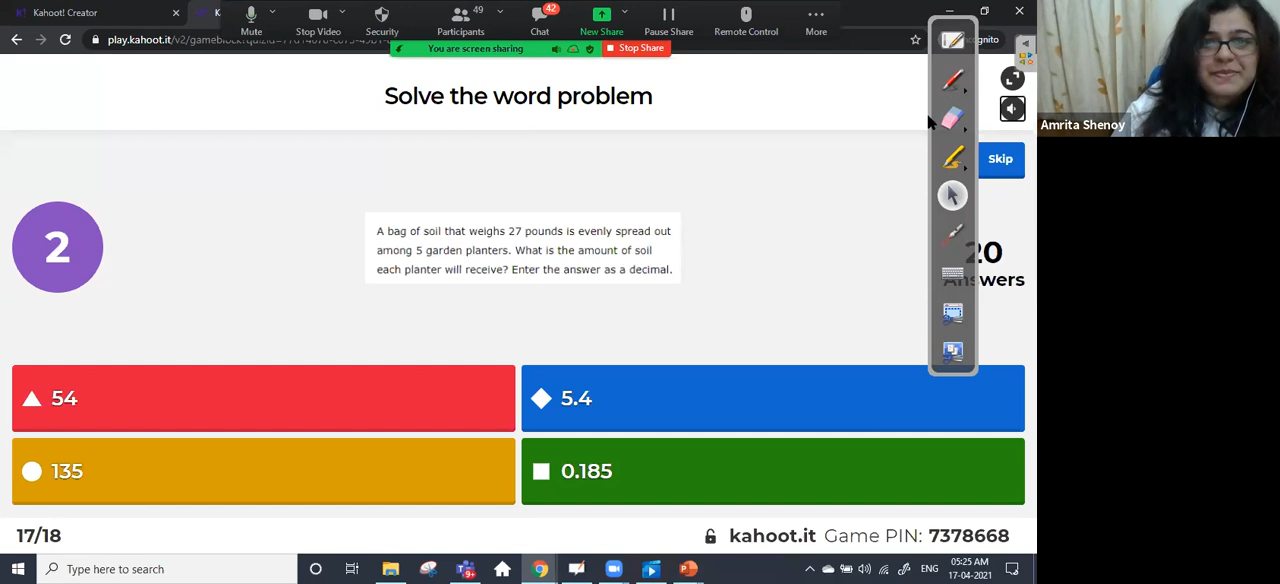 Kahoot! Creator
K
play.kahoot.it/v2/gameblock
Mute
Stop Video
Security
Participants
49
Chat
42
New Share
Pause Share
Remote Control
More
You are screen sharing
Stop Share
Solve the word problem
Amrita Shenoy
Skip
2
A bag of soil that weighs 27 pounds is evenly spread out
among 5 garden planters. What is the amount of soil
each planter will receive? Enter the answer as a decimal.
20
Answers
54
5.4
135
0.185
17/18
kahoot.it Game PIN: 7378668
Type here to search
9+
ENG
05:25 AM
17-04-2021